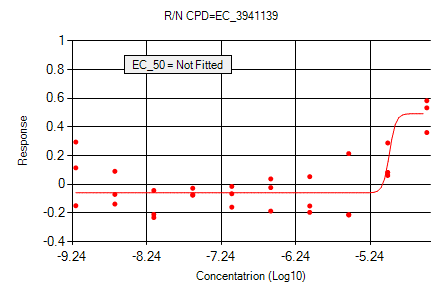 R/N CPD=EC_3941139
1
EC_50 = Not Fitted
0.8
0.6
0.4
0.2
0
-0.2
-0.4
Response
-9.24 -8.24 -7.24 -6.24 -5.24
Concentatrion (Log10)